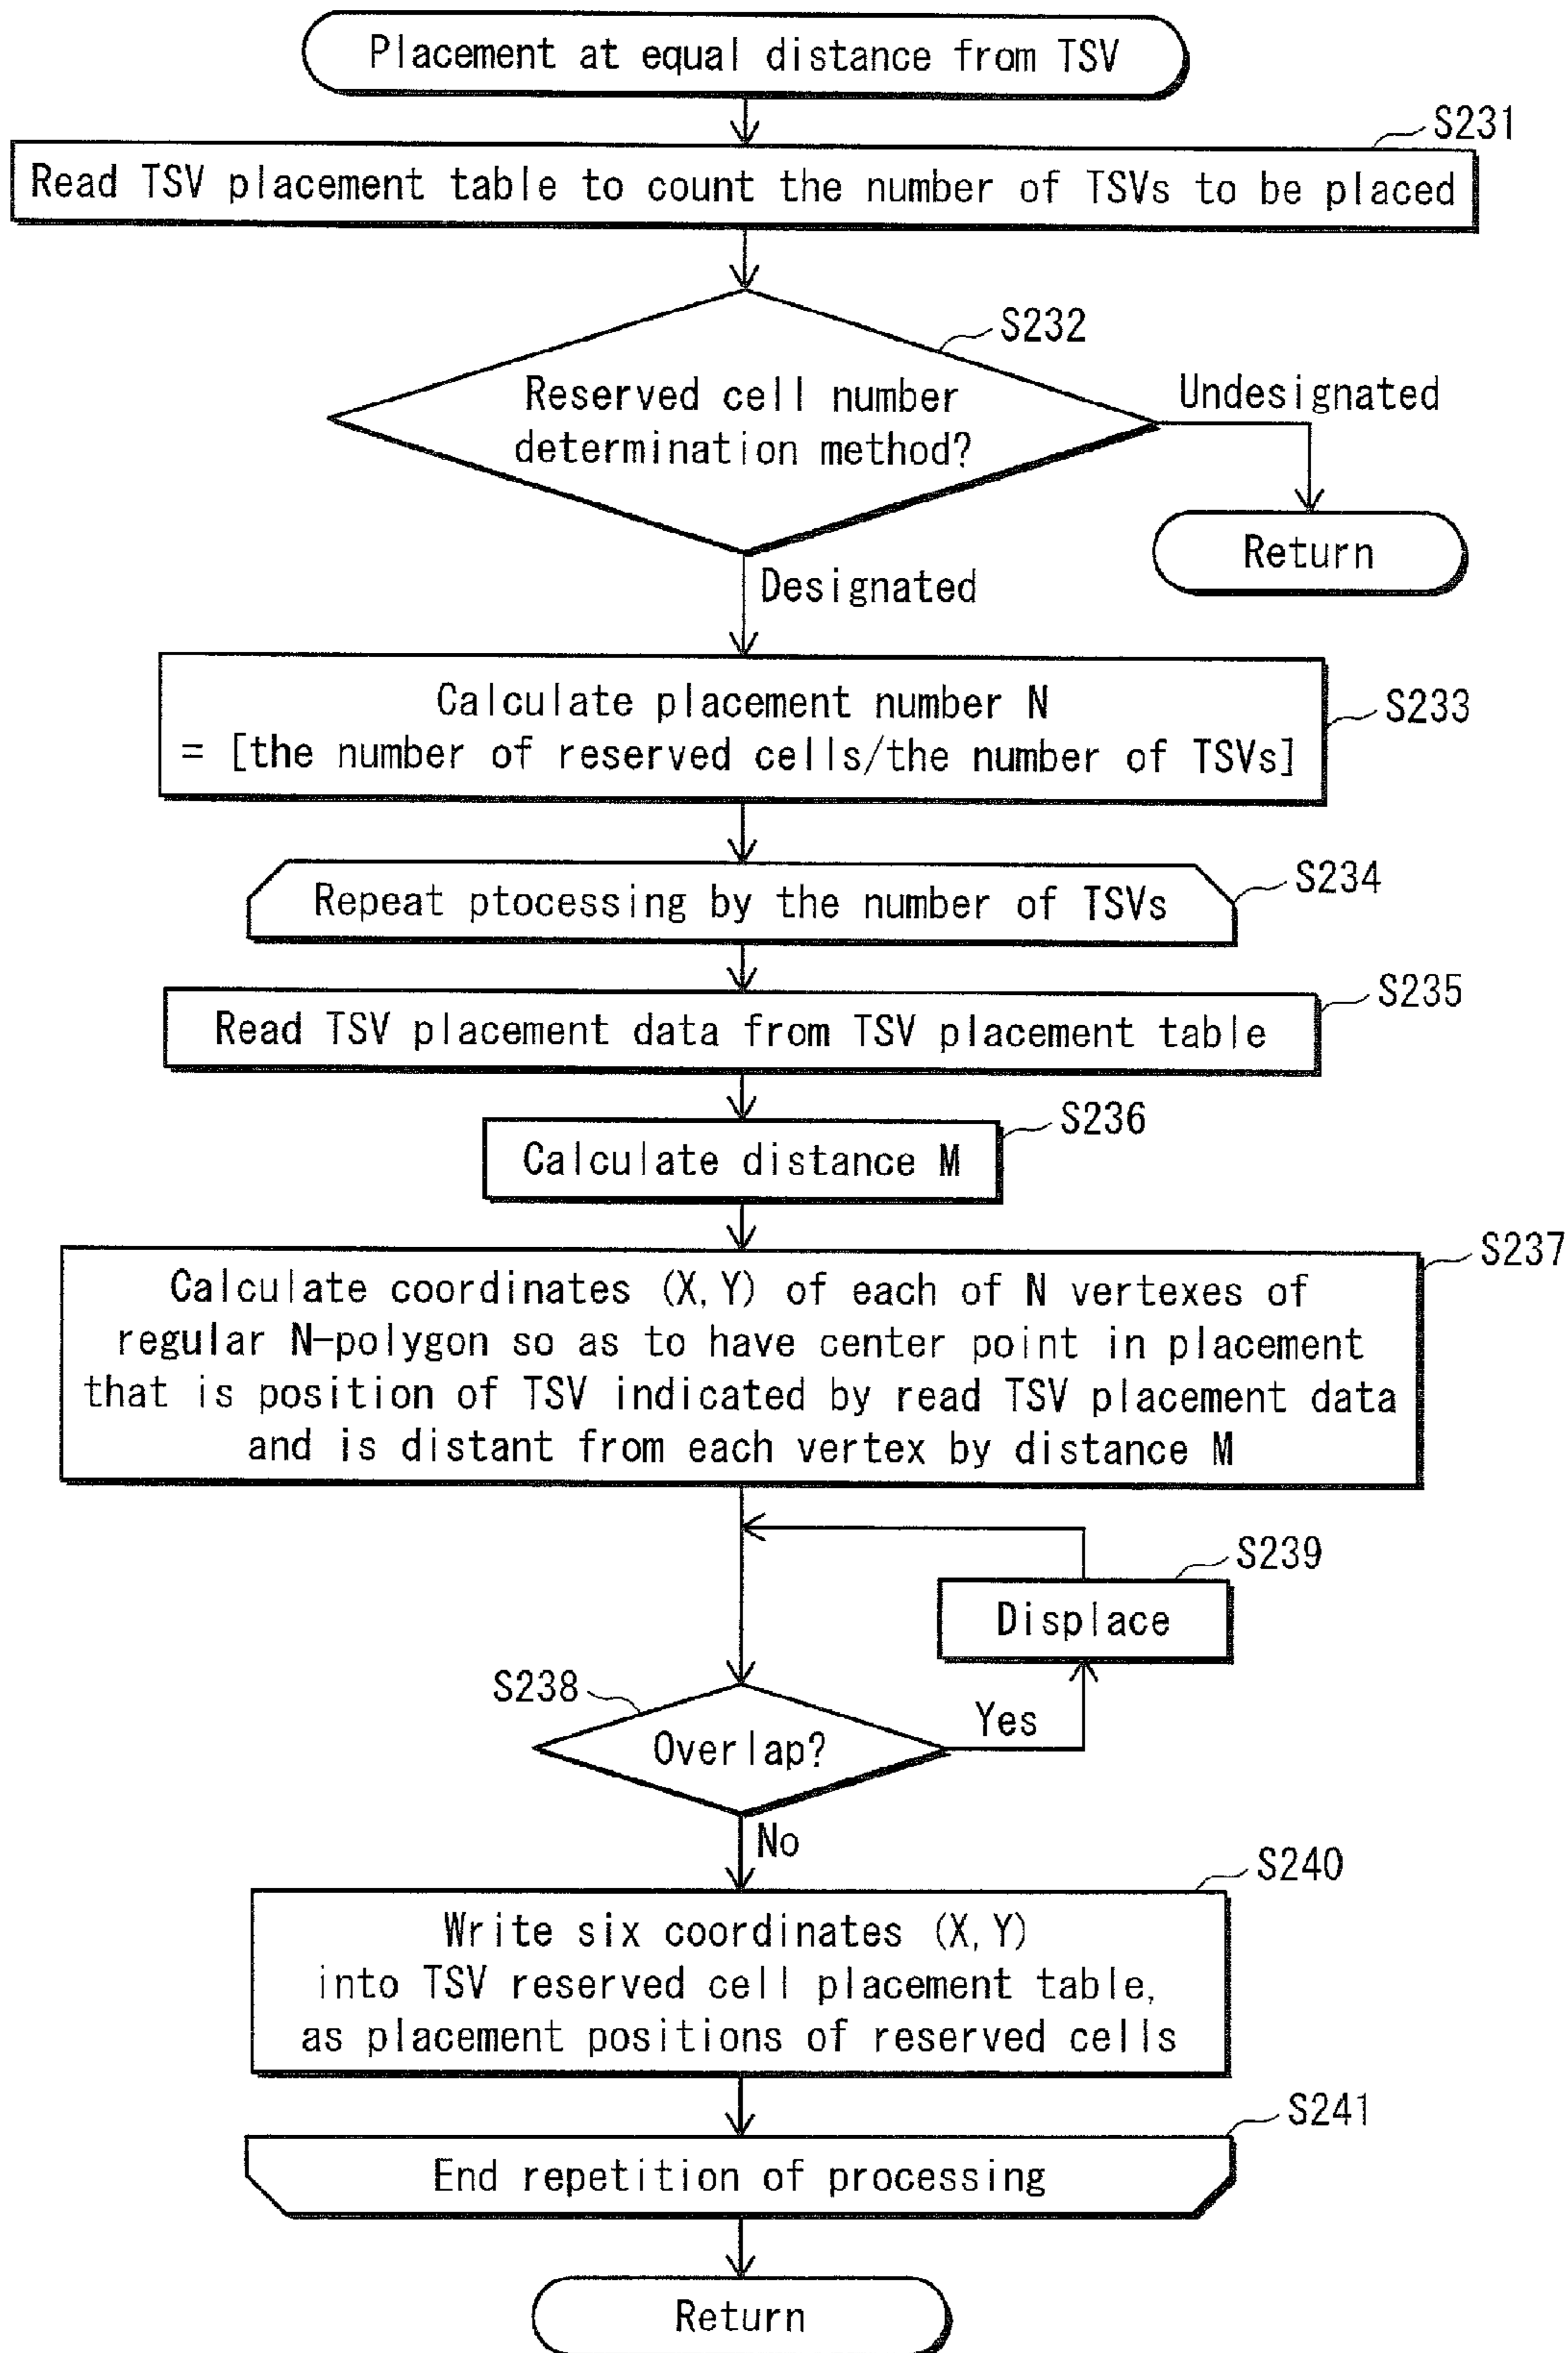 Placement at equal distance from TSV
S231
Read TSV placement table to count the number of TSVs to be placed
S232
Reserved cell number
determination method?
Undesignated
Return
Designated
S233
Calculate placement number N
= [the number of reserved cells/the number of TSVs]
S234
Repeat ptocessing by the number of TSVs
S235
Read TSV placement data from TSV placement table
S236
Calculate distance M
S237
Calculate coordinates (X, Y) of each of N vertexes of
regular N-polygon so as to have center point in placement
that is position of TSV indicated by read TSV placement data
and is distant from each vertex by distance M
S239
Displace
S238
Overlap?
Yes
No
S240
Write six coordinates (X, Y)
into TSV reserved cell placement table,
as placement positions of reserved cells
S241
End repetition of processing
Return